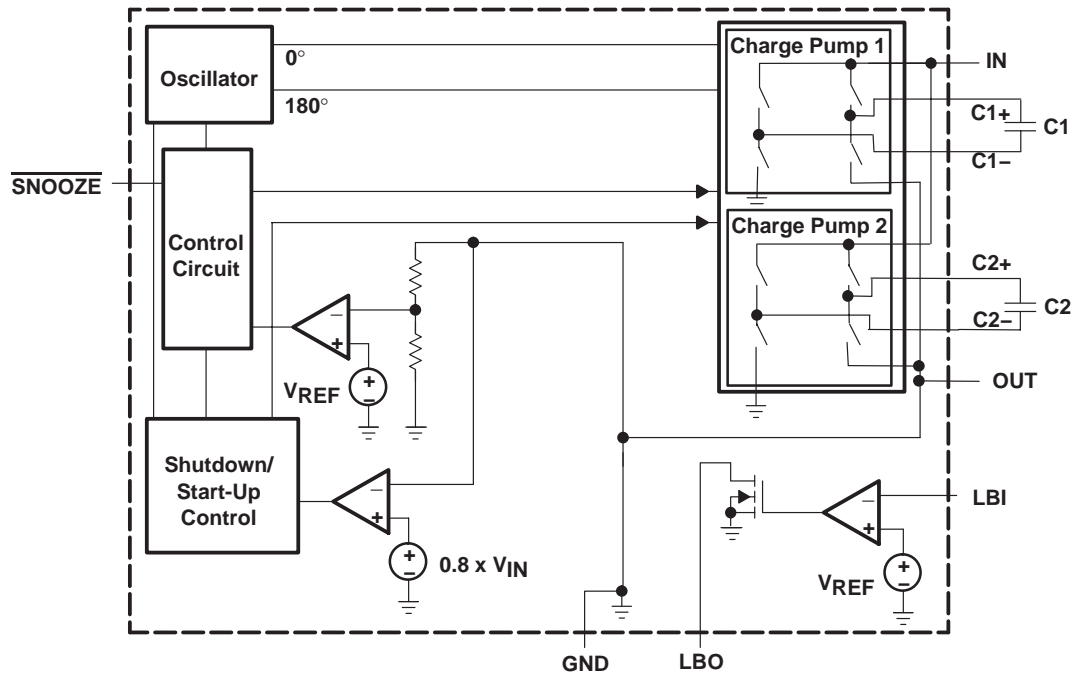 Oscillator
0°
180°
Charge Pump 1
IN
C1+
C1
C1−
SNOOZE
Control
Circuit
Charge Pump 2
C2+
C2
C2−
−
+
+
−
VREF
OUT
Shutdown/
Start-Up
Control
−
+
+
−
0.8 x VIN
−
+
LBI
+
−
VREF
GND
LBO